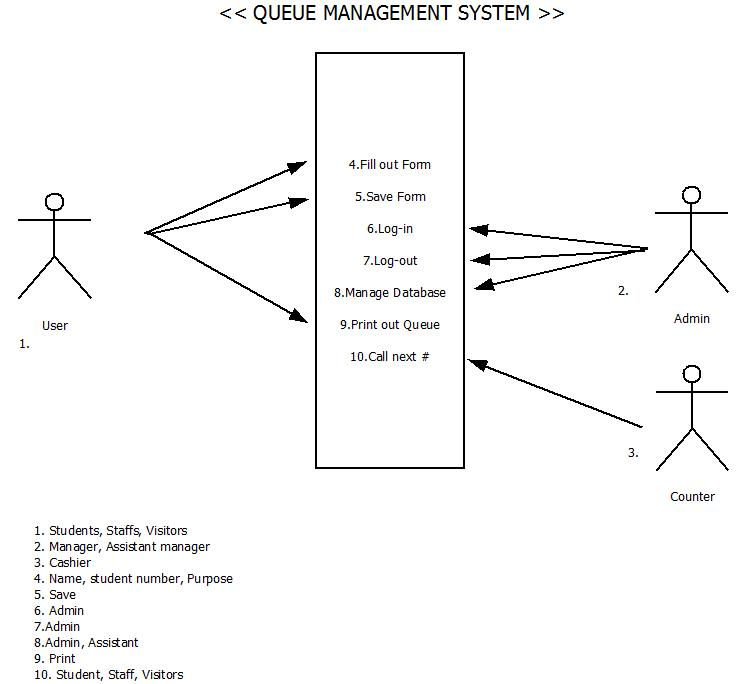 << QUEUE MANAGEMENT SYSTEM >>
4.Fill out Form
5.Save Form
6.Log-in
7.Log-out
8.Manage Database
9.Print out Queue
10.Call next #
User
1.
2.
Admin
3.
Counter
1. Students, Staffs, Visitors
2. Manager, Assistant manager
3. Cashier
4. Name, student number, Purpose
5. Save
6. Admin
7.Admin
8.Admin, Assistant
9. Print
10. Student, Staff, Visitors